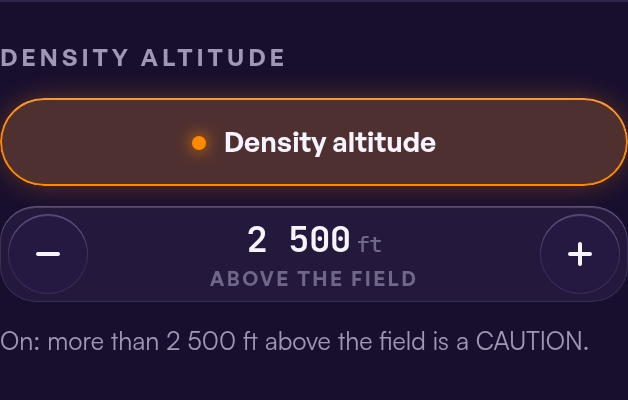 DENSITY ALTITUDE
Density altitude
2 500 ft
ABOVE THE FIELD
On: more than 2 500 ft above the field is a CAUTION.